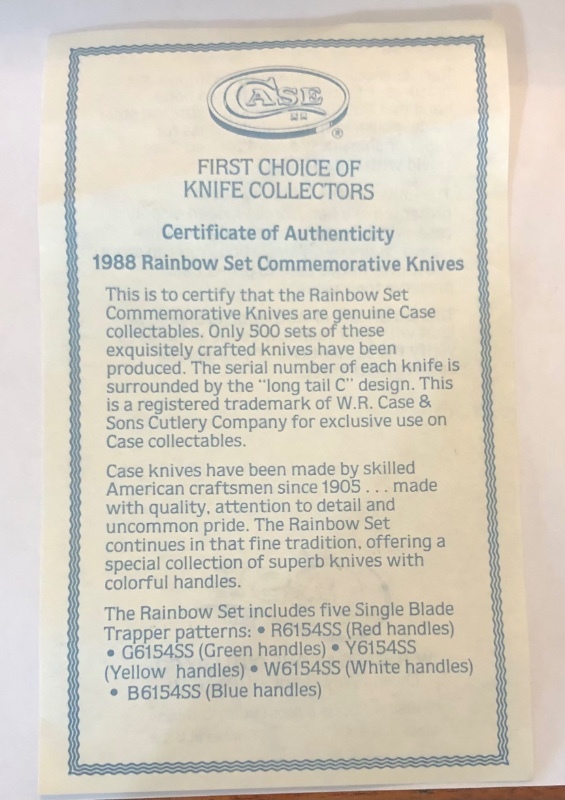 CASE
XX
®
FIRST CHOICE OF
KNIFE COLLECTORS
Certificate of Authenticity
1988 Rainbow Set Commemorative Knives
This is to certify that the Rainbow Set
Commemorative Knives are genuine Case
collectables. Only 500 sets of these
exquisitely crafted knives have been
produced. The serial number of each knife is
surrounded by the "long tail C" design. This
is a registered trademark of W.R. Case &
Sons Cutlery Company for exclusive use on
Case collectables.
Case knives have been made by skilled
American craftsmen since 1905 . . . made
with quality, attention to detail and
uncommon pride. The Rainbow Set
continues in that fine tradition, offering a
special collection of superb knives with
colorful handles.
The Rainbow Set includes five Single Blade
Trapper patterns: • R6154SS (Red handles)
• G6154SS (Green handles) • Y6154SS
(Yellow handles) • W6154SS (White handles)
• B6154SS (Blue handles)